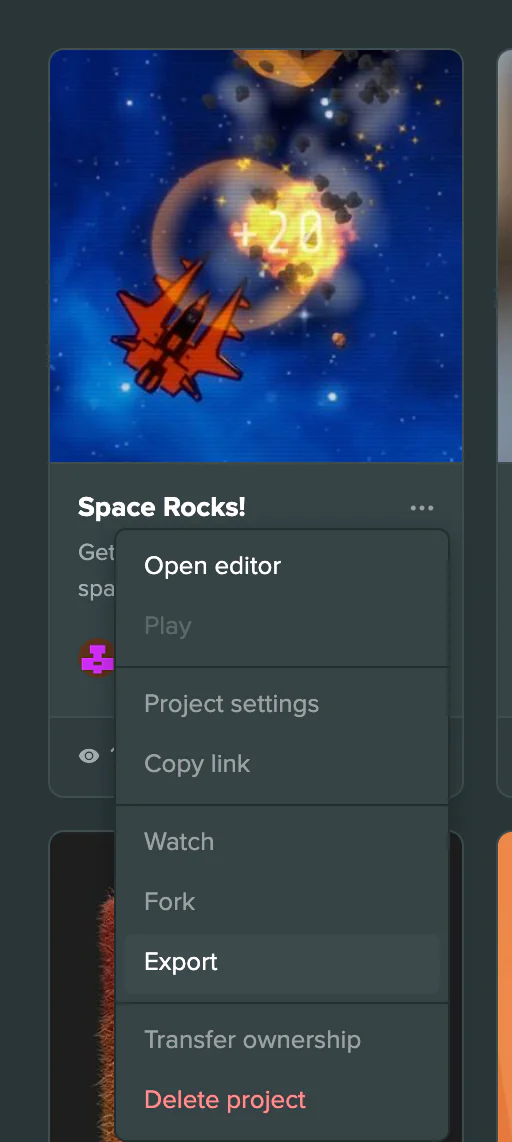 +20
Space Rocks!
Get
spa
Open editor
Play
Project settings
Copy link
Watch
Fork
Export
Transfer ownership
Delete project